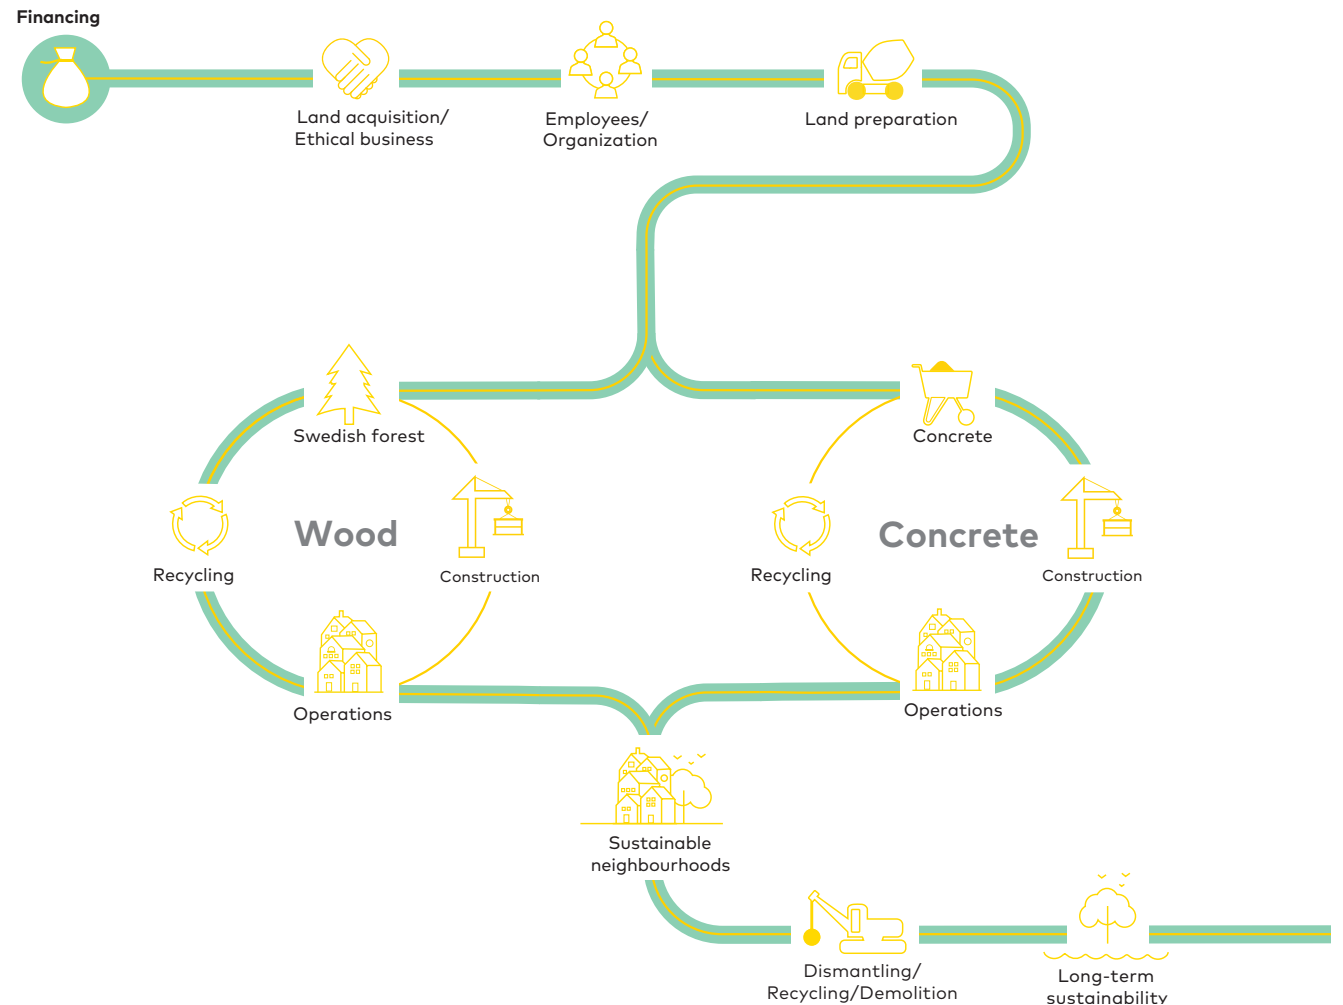 Financing
Land acquisition/
Ethical business
Employees/
Organization
Land preparation
Swedish forest
Concrete
Wood
Concrete
Recycling
Construction
Recycling
Construction
Operations
Operations
Sustainable
neighbourhoods
Dismantling/
Recycling/Demolition
Long-term
sustainability